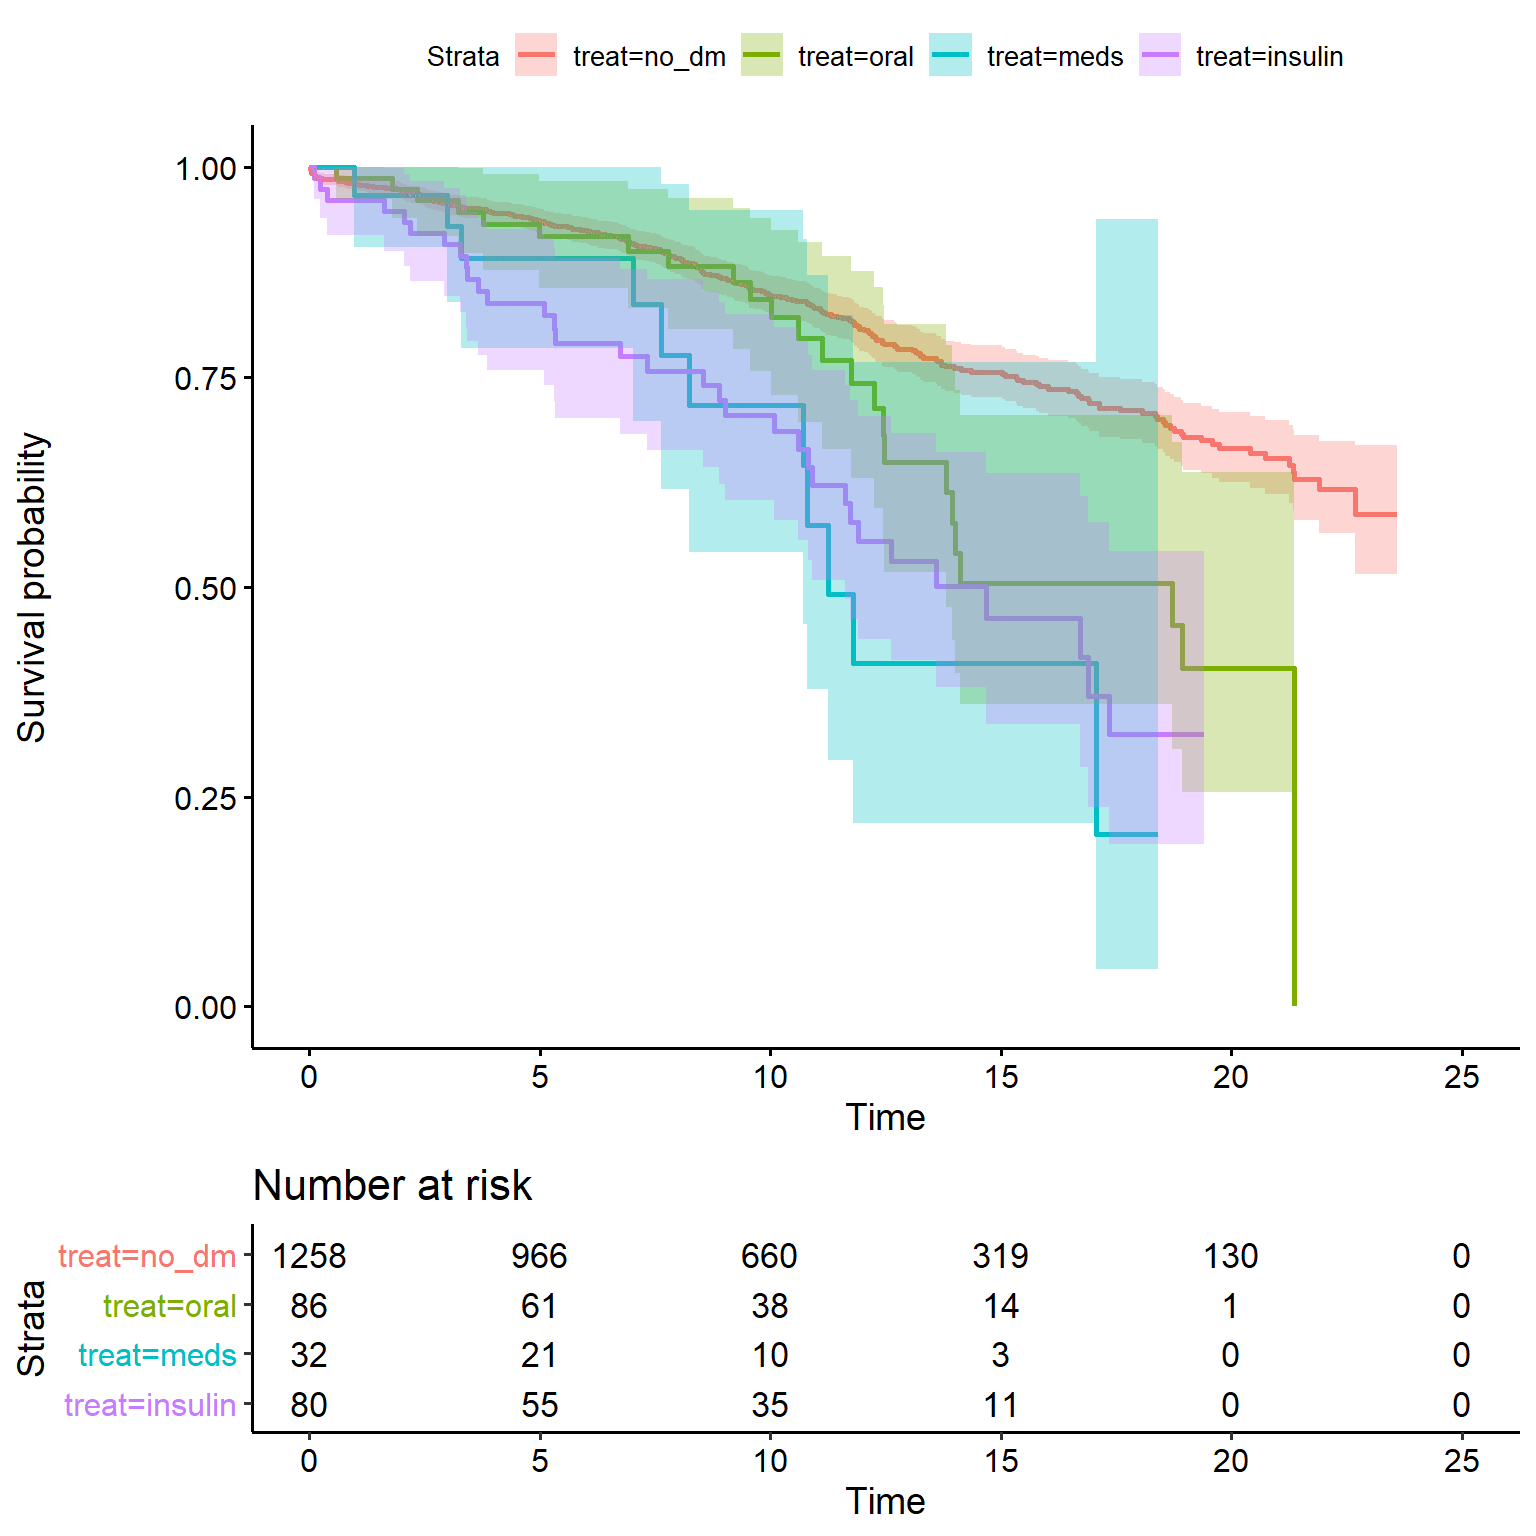 Strata treat=no_dm treat=oral treat=meds treat=insulin
Survival probability
1.00
0.75
0.50
0.25
0.00
0 5 10 15 20 25
Time
Number at risk
Strata
treat=no_dm 1258 966 660 319 130 0
treat=oral 86 61 38 14 1 0
treat=meds 32 21 10 3 0 0
treat=insulin 80 55 35 11 0 0
0 5 10 15 20 25
Time